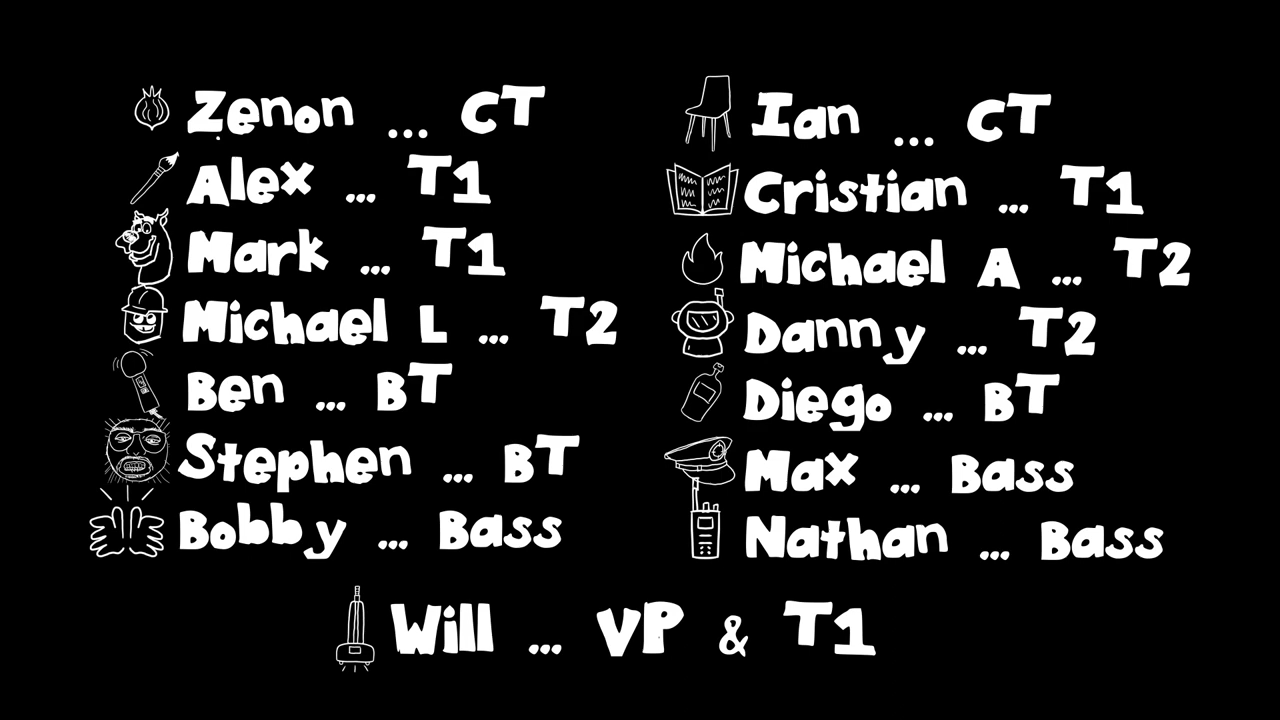 Zenon ... CT
Alex ... T1
Mark ... T1
Michael L ... T2
Ben ... BT
Stephen ... BT
Bobby ... Bass
Ian ... CT
Cristian ... T1
Michael A ... T2
Danny ... T2
Diego ... BT
Max ... Bass
Nathan ... Bass
Will ... VP & T1